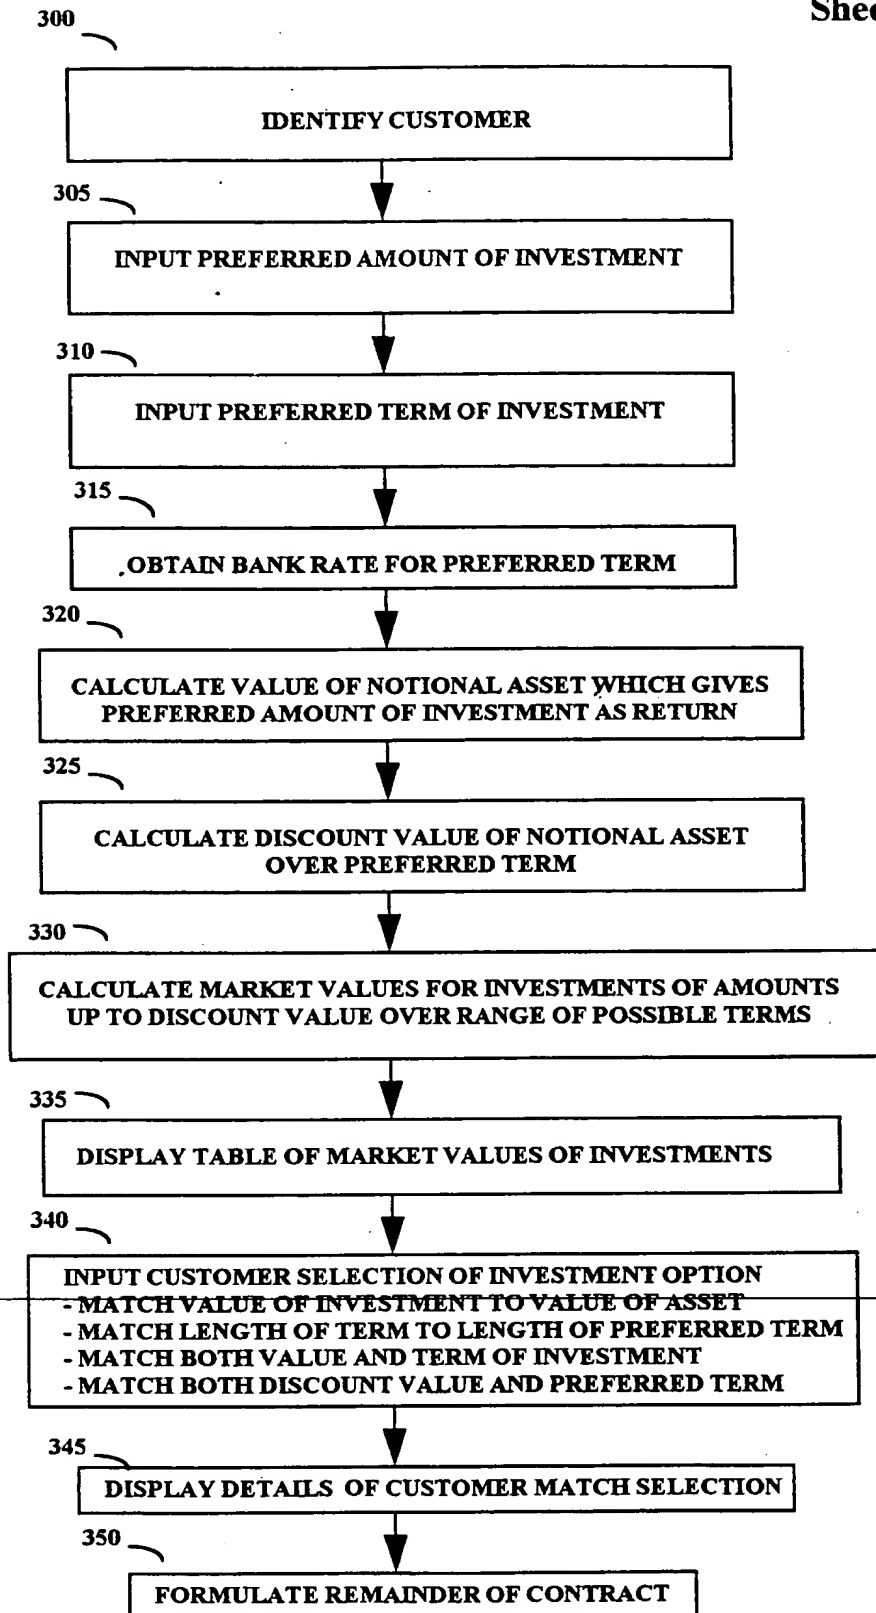 300
IDENTIFY CUSTOMER
305
INPUT PREFERRED AMOUNT OF INVESTMENT
310
INPUT PREFERRED TERM OF INVESTMENT
315
OBTAIN BANK RATE FOR PREFERRED TERM
320
CALCULATE VALUE OF NOTIONAL ASSET WHICH GIVES
PREFERRED AMOUNT OF INVESTMENT AS RETURN
325
CALCULATE DISCOUNT VALUE OF NOTIONAL ASSET
OVER PREFERRED TERM
330
CALCULATE MARKET VALUES FOR INVESTMENTS OF AMOUNTS
UP TO DISCOUNT VALUE OVER RANGE OF POSSIBLE TERMS
335
DISPLAY TABLE OF MARKET VALUES OF INVESTMENTS
340
INPUT CUSTOMER SELECTION OF INVESTMENT OPTION
- MATCH VALUE OF INVESTMENT TO VALUE OF ASSET
- MATCH LENGTH OF TERM TO LENGTH OF PREFERRED TERM
- MATCH BOTH VALUE AND TERM OF INVESTMENT
- MATCH BOTH DISCOUNT VALUE AND PREFERRED TERM
345
DISPLAY DETAILS OF CUSTOMER MATCH SELECTION
350
FORMULATE REMAINDER OF CONTRACT